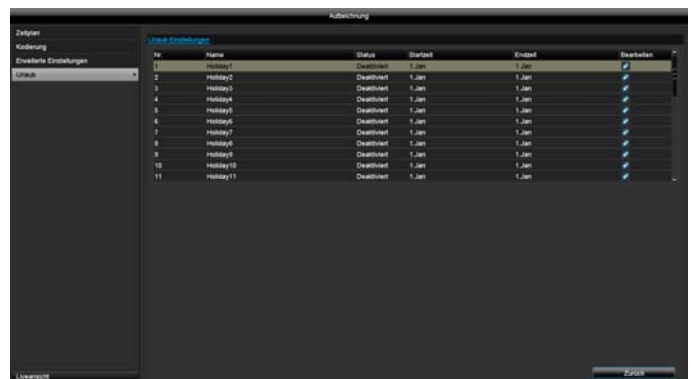 Aufzeichnung
Zeitplan
Kodierung
Erweiterte Einstellungen
Urlaub
Urlaub Einstellungen
Nr. Name Status Startzeit Endzeit Bearbeiten
1 Holiday1 Deaktiviert 1.Jan 1.Jan
2 Holiday2 Deaktiviert 1.Jan 1.Jan
3 Holiday3 Deaktiviert 1.Jan 1.Jan
4 Holiday4 Deaktiviert 1.Jan 1.Jan
5 Holiday5 Deaktiviert 1.Jan 1.Jan
6 Holiday6 Deaktiviert 1.Jan 1.Jan
7 Holiday7 Deaktiviert 1.Jan 1.Jan
8 Holiday8 Deaktiviert 1.Jan 1.Jan
9 Holiday9 Deaktiviert 1.Jan 1.Jan
10 Holiday10 Deaktiviert 1.Jan 1.Jan
11 Holiday11 Deaktiviert 1.Jan 1.Jan
Liveansicht
Zurück